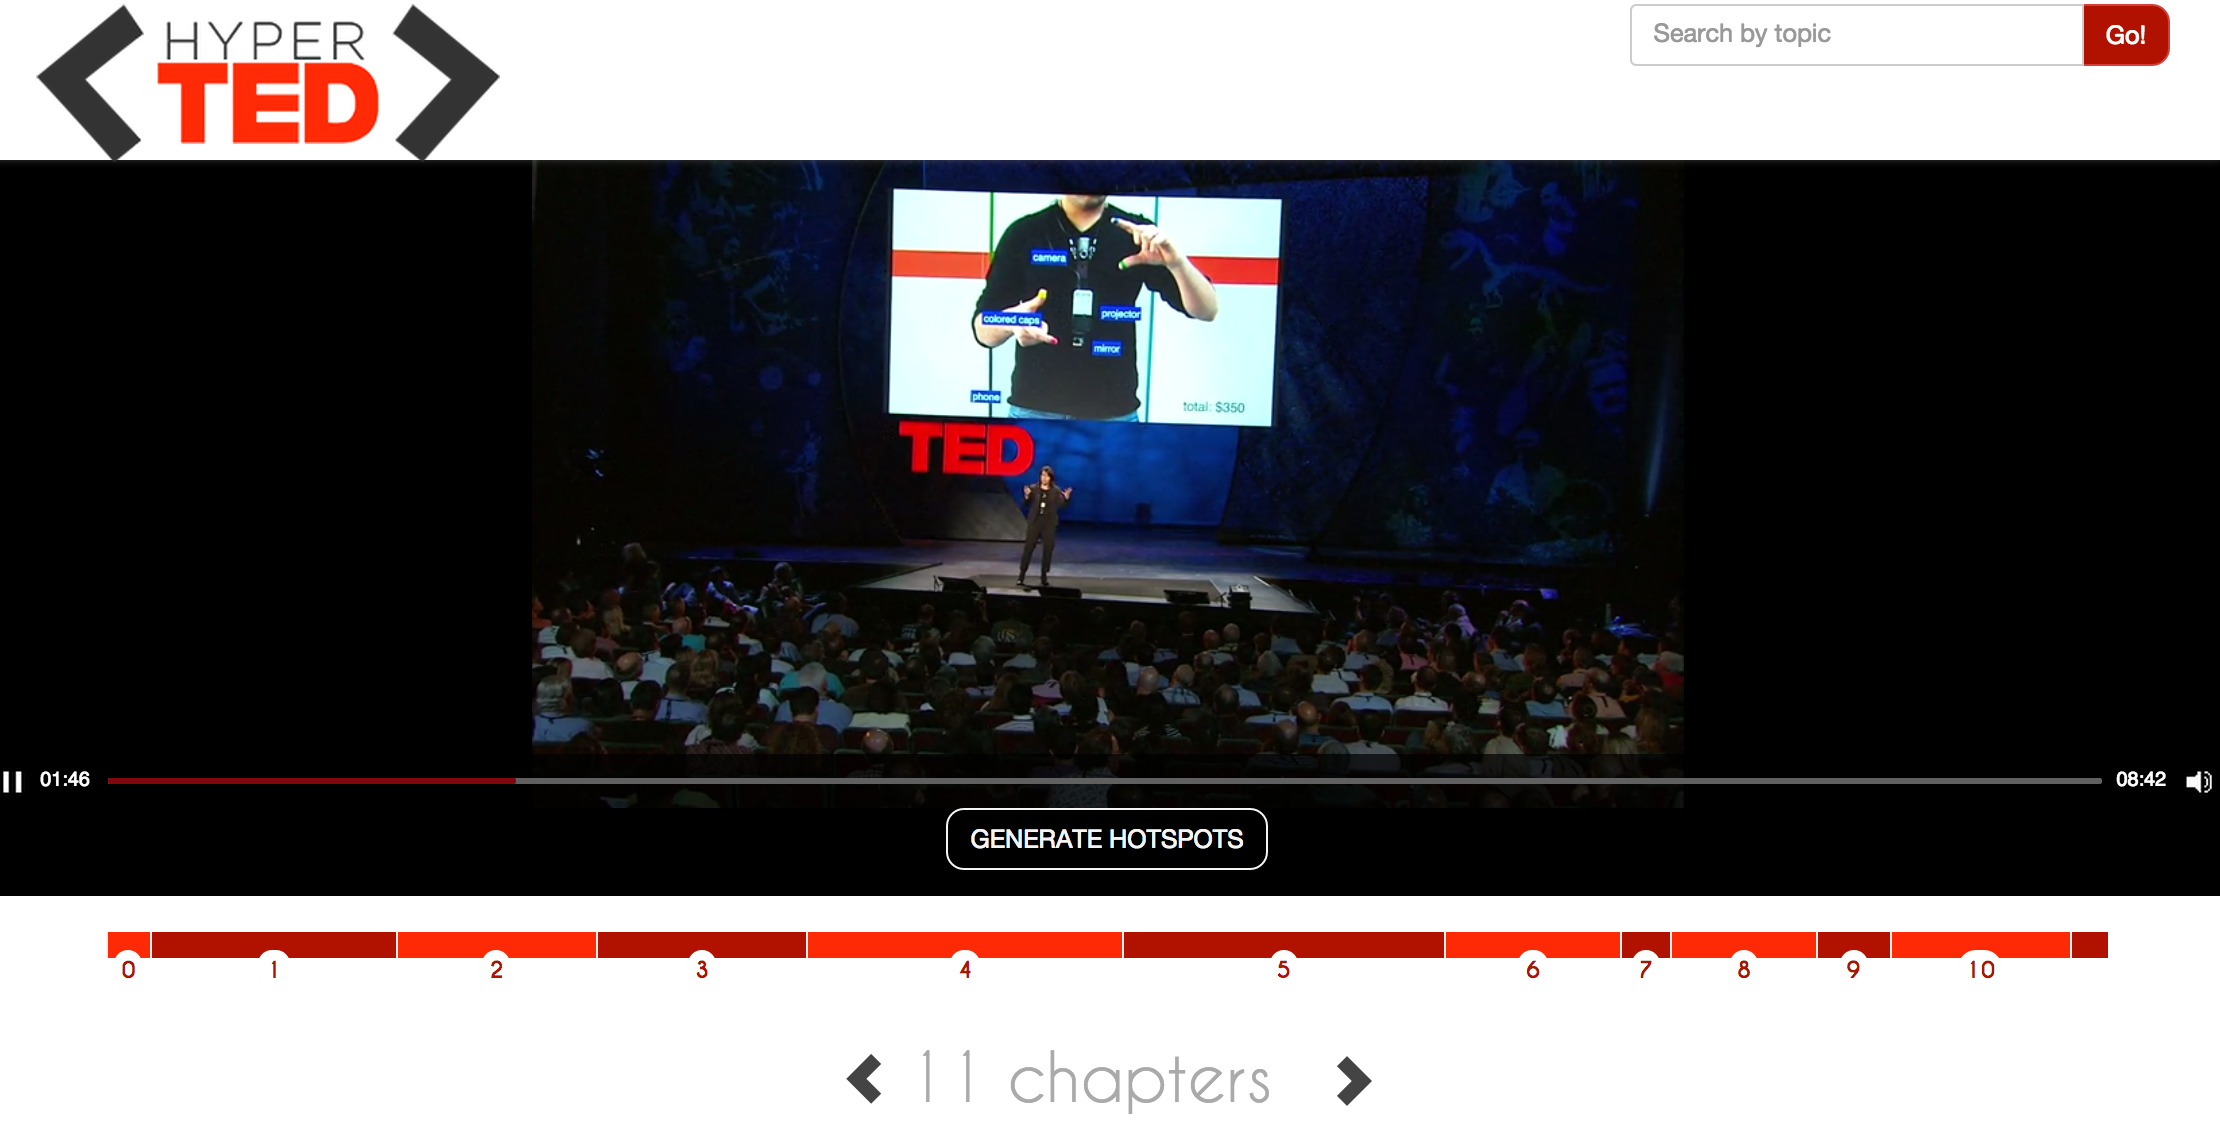 HYPER
TED
Search by topic
Go!
camera
colored caps
projector
mirror
phone
total: $350
TED
01:46
08:42
GENERATE HOTSPOTS
0 1 2 3 4 5 6 7 8 9 10
11 chapters